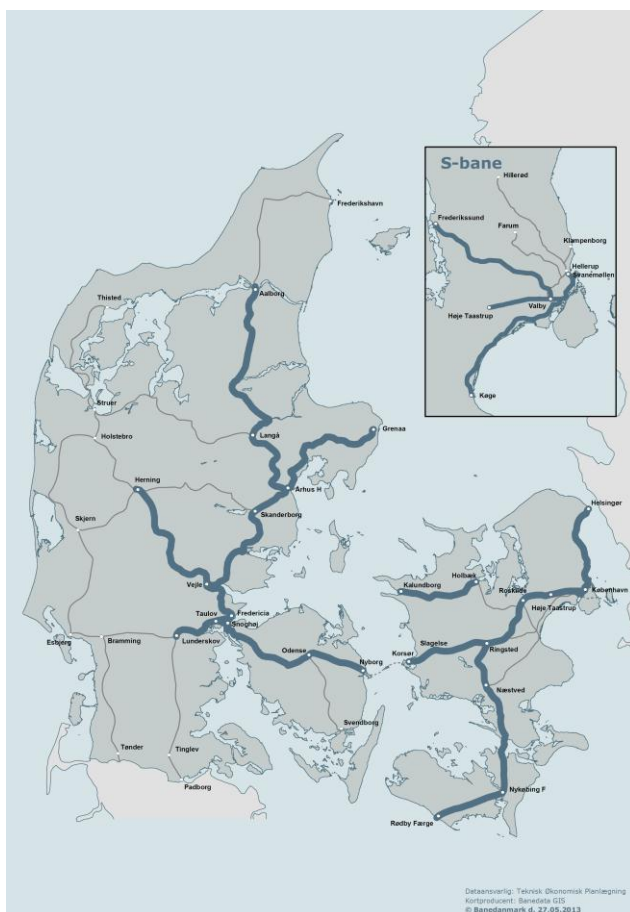 S-bane
Hillerød
Frederikssund
Farum
Klampenborg
Hellerup
Svanemøllen
Valby
Høje Taastrup
Køge
Frederikshavn
Aalborg
Thisted
Struer
Holstebro
Langå
Grenaa
Herning
Århus H
Skanderborg
Skjern
Helsingør
Vejle
Kalundborg
Holbæk
Roskilde
København
Høje Taastrup
Taulov
Fredericia
Snoghøj
Esbjerg
Bramming
Lunderskov
Odense
Nyborg
Korsør
Slagelse
Ringsted
Næstved
Svendborg
Tønder
Tinglev
Padborg
Nykøbing F
Rødby Færge
Dataansvarlig: Teknisk Økonomisk Planlægning
Kortproducent: Banedata GIS
© Banedanmark d. 27.05.2013